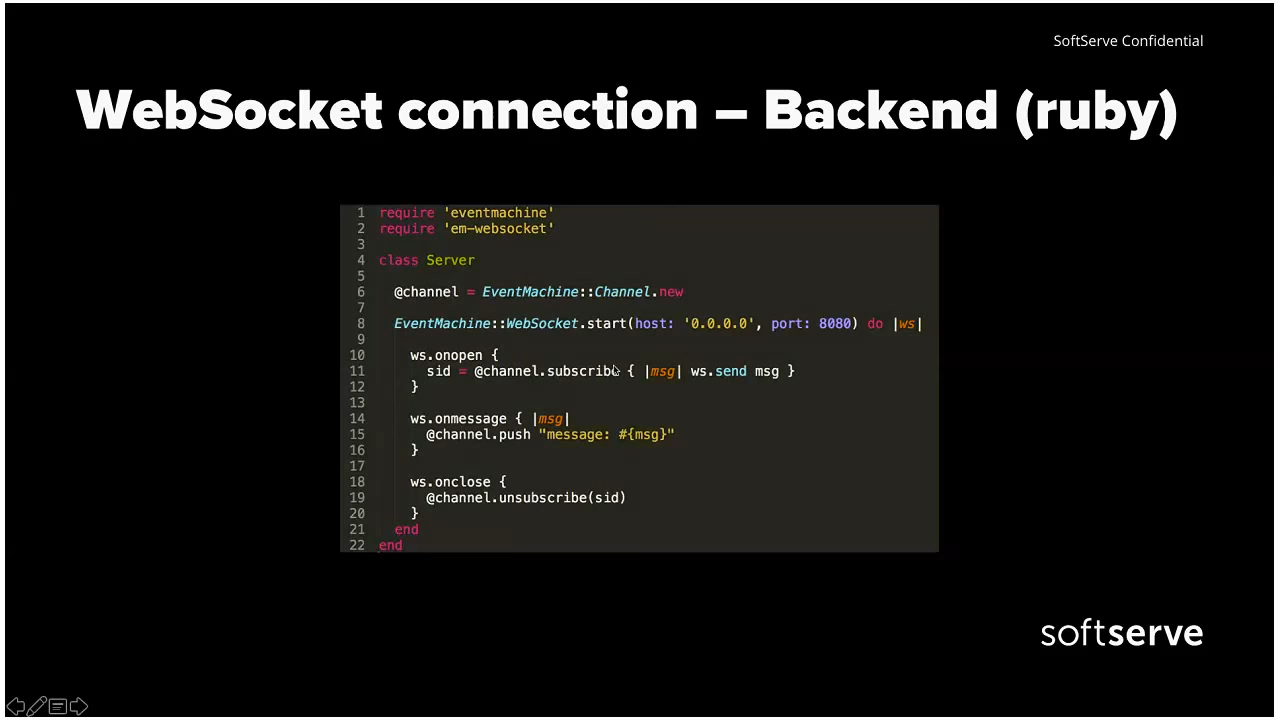 SoftServe Confidential
WebSocket connection – Backend (ruby)
1 require 'eventmachine'
2 require 'em-websocket'
3
4 class Server
5
6 @channel = EventMachine::Channel.new
7
8 EventMachine::WebSocket.start(host: '0.0.0.0', port: 8080) do |ws|
9
10 ws.onopen {
11 sid = @channel.subscribe { |msg| ws.send msg }
12 }
13
14 ws.onmessage { |msg|
15 @channel.push "message: #{msg}"
16 }
17
18 ws.onclose {
19 @channel.unsubscribe(sid)
20 }
21 end
22 end
softserve